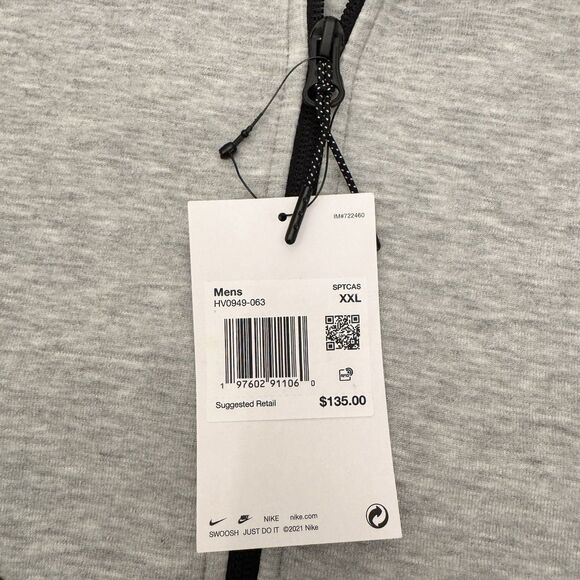 IM#722460
Mens SPTCAS
HV0949-063 XXL
1 97602 91106 0
RFID
Suggested Retail $135.00
NIKE nike.com
SWOOSH JUST DO IT ©2021 Nike